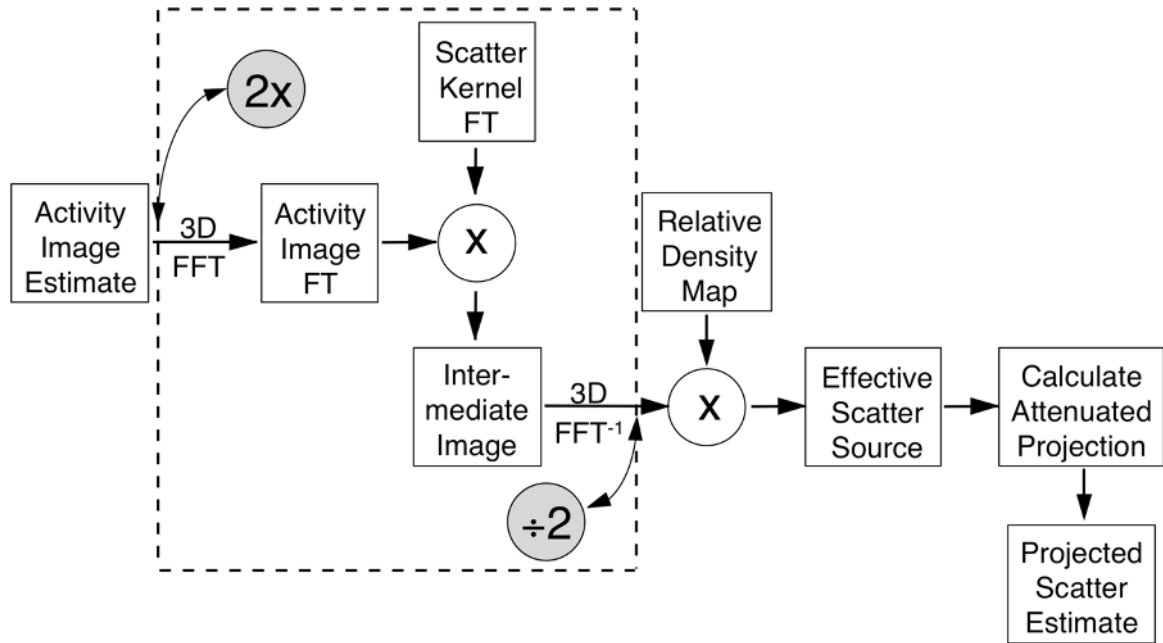 2x
Scatter
Kernel
FT
Activity
Image
Estimate
3D
FFT
Activity
Image
FT
X
Relative
Density
Map
Inter-
mediate
Image
3D
FFT⁻¹
÷2
X
Effective
Scatter
Source
Calculate
Attenuated
Projection
Projected
Scatter
Estimate